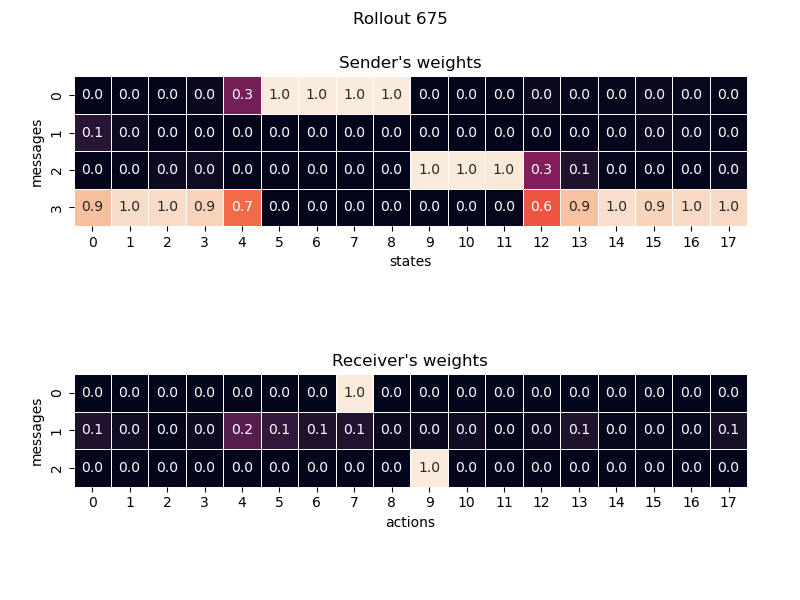 Rollout 675
Sender's weights
0 0.0 0.0 0.0 0.0 0.3 1.0 1.0 1.0 1.0 0.0 0.0 0.0 0.0 0.0 0.0 0.0 0.0 0.0
1 0.1 0.0 0.0 0.0 0.0 0.0 0.0 0.0 0.0 0.0 0.0 0.0 0.0 0.0 0.0 0.0 0.0 0.0
2 0.0 0.0 0.0 0.0 0.0 0.0 0.0 0.0 0.0 1.0 1.0 1.0 0.3 0.1 0.0 0.0 0.0 0.0
3 0.9 1.0 1.0 0.9 0.7 0.0 0.0 0.0 0.0 0.0 0.0 0.0 0.6 0.9 1.0 0.9 1.0 1.0
messages
0 1 2 3 4 5 6 7 8 9 10 11 12 13 14 15 16 17
states
Receiver's weights
0 0.0 0.0 0.0 0.0 0.0 0.0 0.0 1.0 0.0 0.0 0.0 0.0 0.0 0.0 0.0 0.0 0.0 0.0
1 0.1 0.0 0.0 0.0 0.2 0.1 0.1 0.1 0.0 0.0 0.0 0.0 0.0 0.1 0.0 0.0 0.0 0.1
2 0.0 0.0 0.0 0.0 0.0 0.0 0.0 0.0 0.0 1.0 0.0 0.0 0.0 0.0 0.0 0.0 0.0 0.0
messages
0 1 2 3 4 5 6 7 8 9 10 11 12 13 14 15 16 17
actions